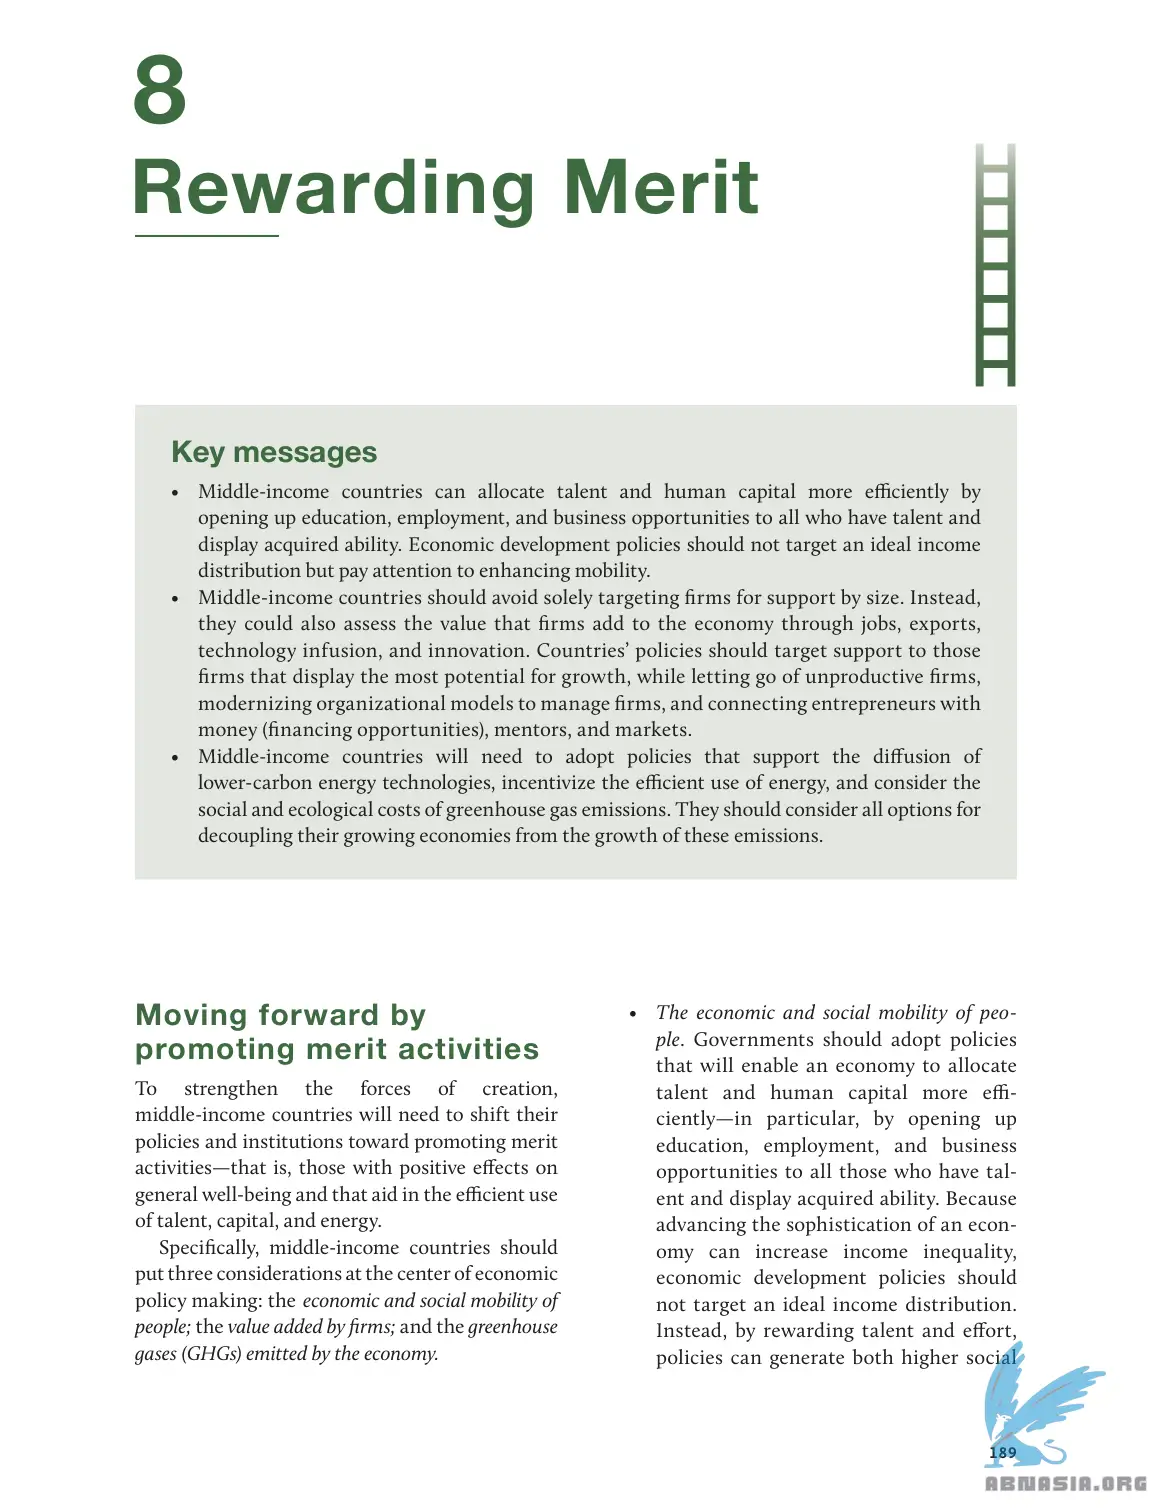 8
Rewarding Merit
Key messages
• Middle-income countries can allocate talent and human capital more efficiently by
opening up education, employment, and business opportunities to all who have talent and
display acquired ability. Economic development policies should not target an ideal income
distribution but pay attention to enhancing mobility.
• Middle-income countries should avoid solely targeting firms for support by size. Instead,
they could also assess the value that firms add to the economy through jobs, exports,
technology infusion, and innovation. Countries’ policies should target support to those
firms that display the most potential for growth, while letting go of unproductive firms,
modernizing organizational models to manage firms, and connecting entrepreneurs with
money (financing opportunities), mentors, and markets.
• Middle-income countries will need to adopt policies that support the diffusion of
lower-carbon energy technologies, incentivize the efficient use of energy, and consider the
social and ecological costs of greenhouse gas emissions. They should consider all options for
decoupling their growing economies from the growth of these emissions.
Moving forward by
promoting merit activities
To strengthen the forces of creation,
middle-income countries will need to shift their
policies and institutions toward promoting merit
activities—that is, those with positive effects on
general well-being and that aid in the efficient use
of talent, capital, and energy.
Specifically, middle-income countries should
put three considerations at the center of economic
policy making: the economic and social mobility of
people; the value added by firms; and the greenhouse
gases (GHGs) emitted by the economy.
• The economic and social mobility of peo-
ple. Governments should adopt policies
that will enable an economy to allocate
talent and human capital more effi-
ciently—in particular, by opening up
education, employment, and business
opportunities to all those who have tal-
ent and display acquired ability. Because
advancing the sophistication of an econ-
omy can increase income inequality,
economic development policies should
not target an ideal income distribution.
Instead, by rewarding talent and effort,
policies can generate both higher social
189
ABNASIA.ORG